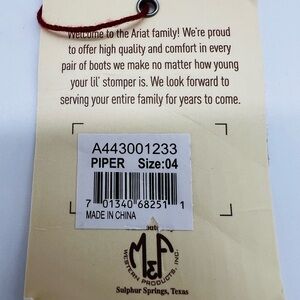 Welcome to the Ariat family! We're proud
to offer high quality and comfort in every
pair of boots we make no matter how young
your lil' stomper is. We look forward to
serving your entire family for years to come.
A443001233
PIPER Size:04
7 01340 68251 1
MADE IN CHINA
M&F
WESTERN PRODUCTS, INC.
Sulphur Springs, Texas